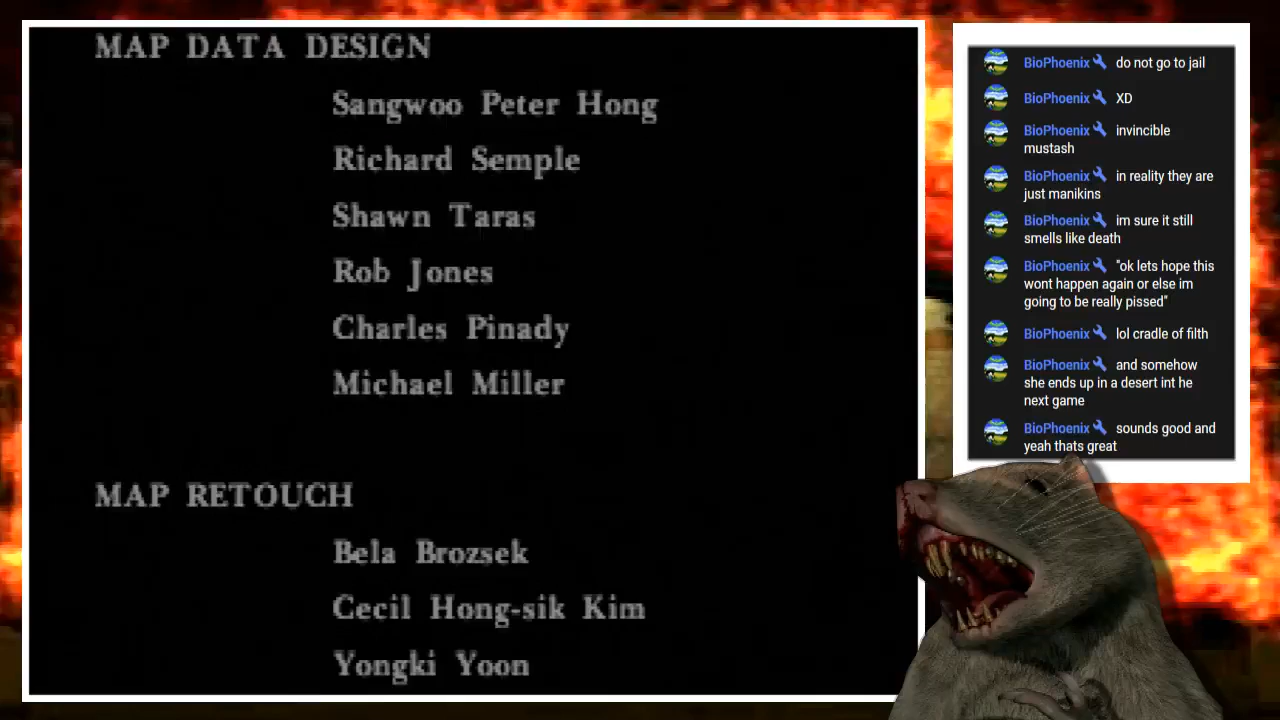 MAP DATA DESIGN
Sangwoo Peter Hong
Richard Semple
Shawn Taras
Rob Jones
Charles Pinady
Michael Miller
MAP RETOUCH
Bela Brozsek
Cecil Hong-sik Kim
Yongki Yoon
BioPhoenix do not go to jail
BioPhoenix XD
BioPhoenix invincible
mustash
BioPhoenix in reality they are
just manikins
BioPhoenix im sure it still
smells like death
BioPhoenix "ok lets hope this
wont happen again or else im
going to be really pissed"
BioPhoenix lol cradle of filth
BioPhoenix and somehow
she ends up in a desert int he
next game
BioPhoenix sounds good and
yeah thats great